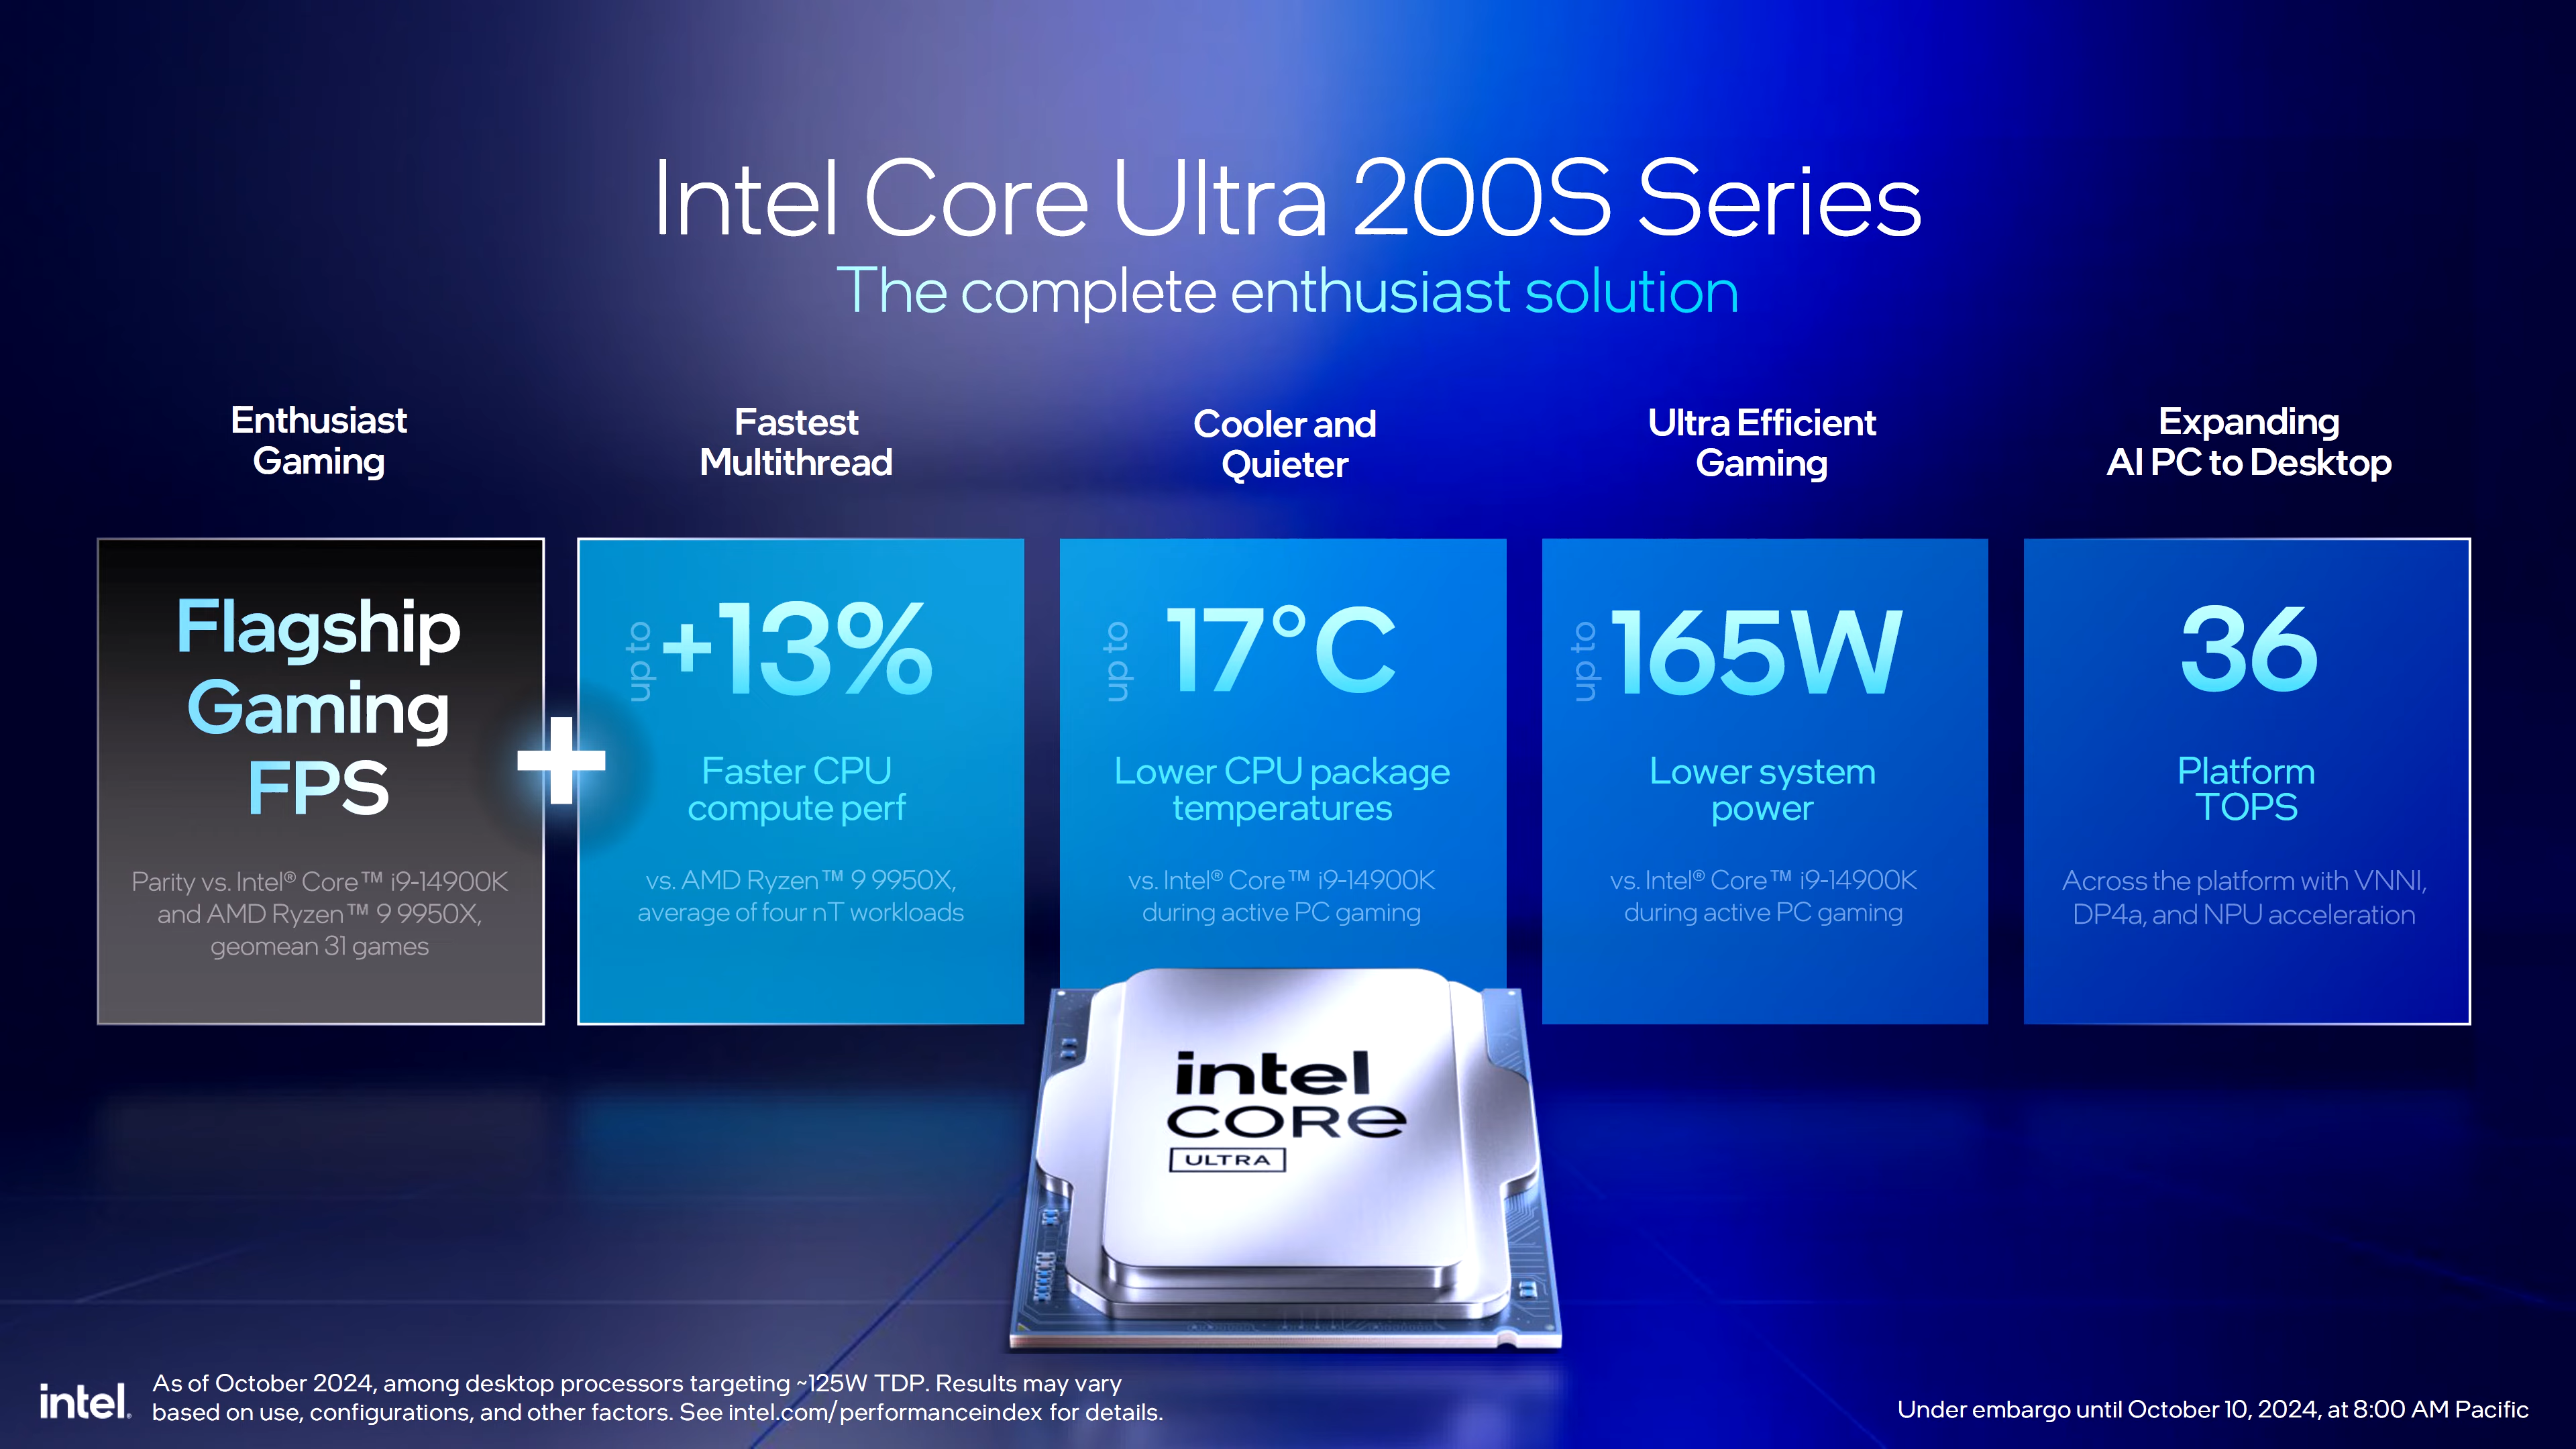 Intel Core Ultra 200S Series
The complete enthusiast solution
Enthusiast
Gaming
Flagship
Gaming
FPS
Parity vs. Intel® Core™ i9-14900K
and AMD Ryzen™ 9 9950X,
geomean 31 games
+
Fastest
Multithread
up to +13%
Faster CPU
compute perf
vs. AMD Ryzen™ 9 9950X,
average of four nT workloads
Cooler and
Quieter
up to 17°C
Lower CPU package
temperatures
vs. Intel® Core™ i9-14900K
during active PC gaming
Ultra Efficient
Gaming
up to 165W
Lower system
power
vs. Intel® Core™ i9-14900K
during active PC gaming
Expanding
AI PC to Desktop
36
Platform
TOPS
Across the platform with VNNI,
DP4a, and NPU acceleration
intel
CORE
ULTRA
intel.
As of October 2024, among desktop processors targeting ~125W TDP. Results may vary
based on use, configurations, and other factors. See intel.com/performanceindex for details.
Under embargo until October 10, 2024, at 8:00 AM Pacific